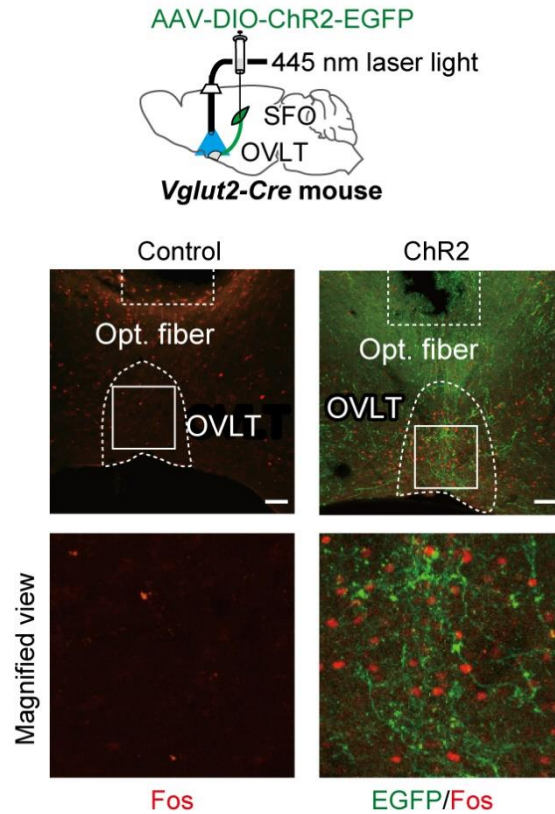 AAV-DIO-ChR2-EGFP
445 nm laser light
SFO
OVLT
Vglut2-Cre mouse
Control
ChR2
Opt. fiber
OVLT
Opt. fiber
OVLT
Magnified view
Fos
EGFP/Fos